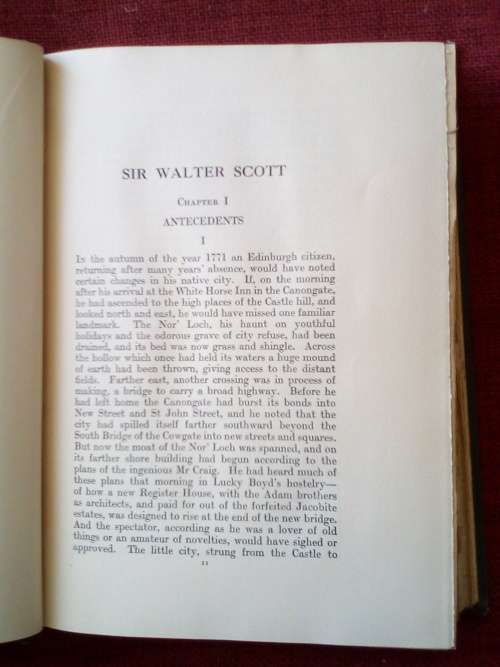 SIR WALTER SCOTT
CHAPTER I
ANTECEDENTS
I
In the autumn of the year 1771 an Edinburgh citizen,
returning after many years' absence, would have noted
certain changes in his native city. If, on the morning
after his arrival at the White Horse Inn in the Canongate,
he had ascended to the high places of the Castle hill, and
looked north and east, he would have missed one familiar
landmark. The Nor' Loch, his haunt on youthful
holidays and the odorous grave of city refuse, had been
drained, and its bed was now grass and shingle. Across
the hollow which once had held its waters a huge mound
of earth had been thrown, giving access to the distant
fields. Farther east, another crossing was in process of
making, a bridge to carry a broad highway. Before he
had left home the Canongate had burst its bonds into
New Street and St John Street, and he noted that the
city had spilled itself farther southward beyond the
South Bridge of the Cowgate into new streets and squares.
But now the moat of the Nor' Loch was spanned, and on
its farther shore building had begun according to the
plans of the ingenious Mr Craig. He had heard much of
these plans that morning in Lucky Boyd's hostelry—
of how a new Register House, with the Adam brothers
as architects, and paid for out of the forfeited Jacobite
estates, was designed to rise at the end of the new bridge.
And the spectator, according as he was a lover of old
things or an amateur of novelties, would have sighed or
approved. The little city, strung from the Castle to
11